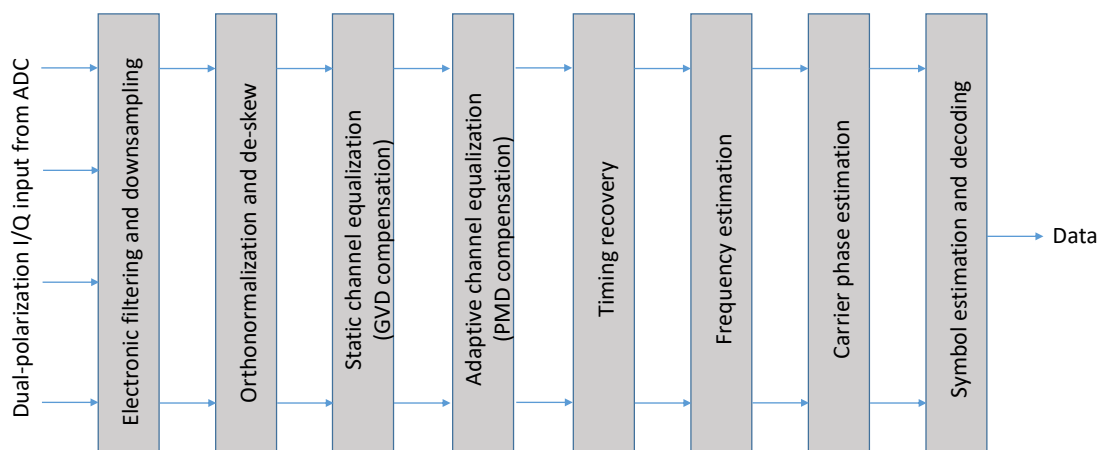 Dual-polarization I/Q input from ADC
Electronic filtering and downsampling
Orthonormalization and de-skew
Static channel equalization
(GVD compensation)
Adaptive channel equalization
(PMD compensation)
Timing recovery
Frequency estimation
Carrier phase estimation
Symbol estimation and decoding
Data